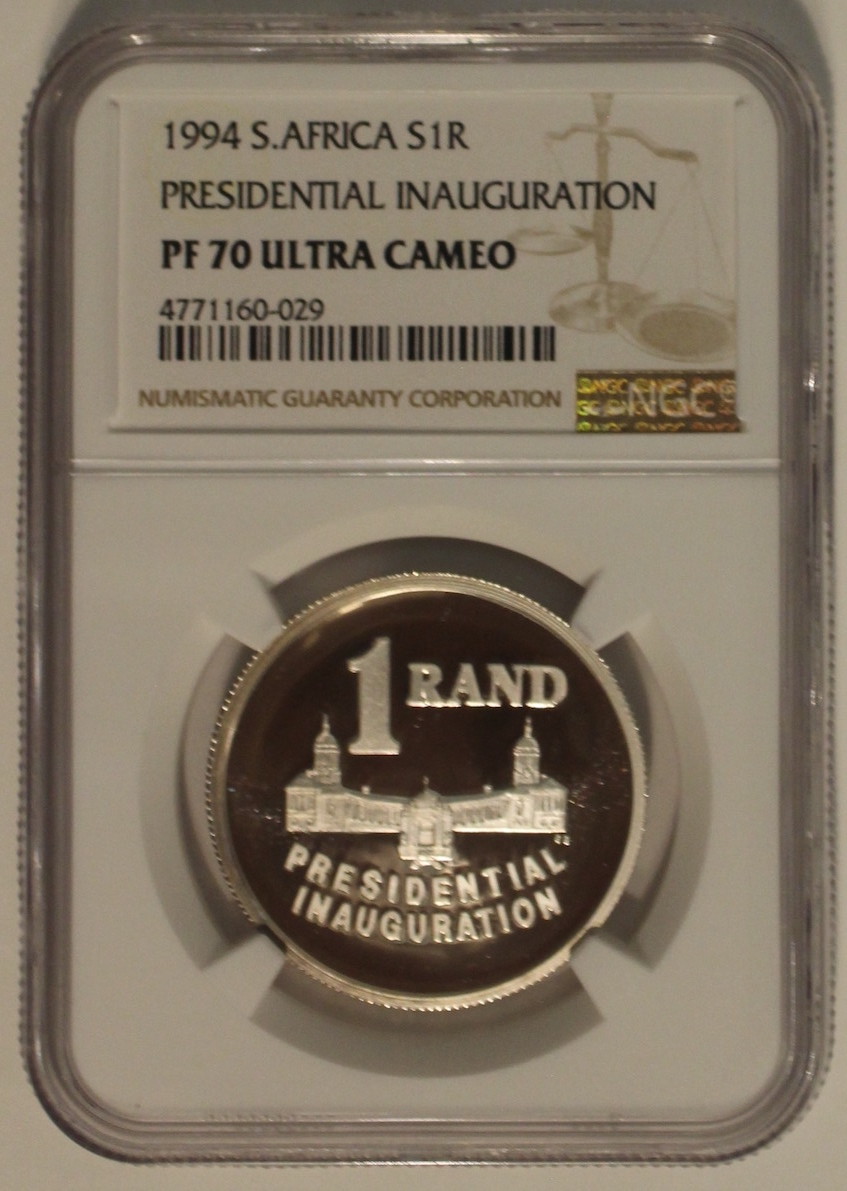 1994 S.AFRICA S1R
PRESIDENTIAL INAUGURATION
PF 70 ULTRA CAMEO
4771160-029
NUMISMATIC GUARANTY CORPORATION
NGC
1 RAND
PRESIDENTIAL
INAUGURATION